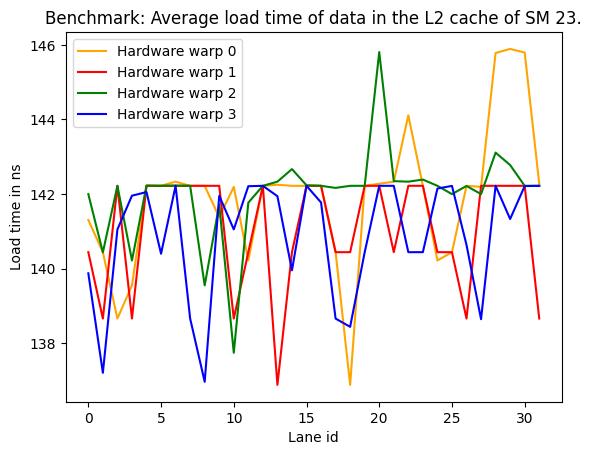 Benchmark: Average load time of data in the L2 cache of SM 23.
146
144
142
140
138
Load time in ns
Hardware warp 0
Hardware warp 1
Hardware warp 2
Hardware warp 3
0 5 10 15 20 25 30
Lane id